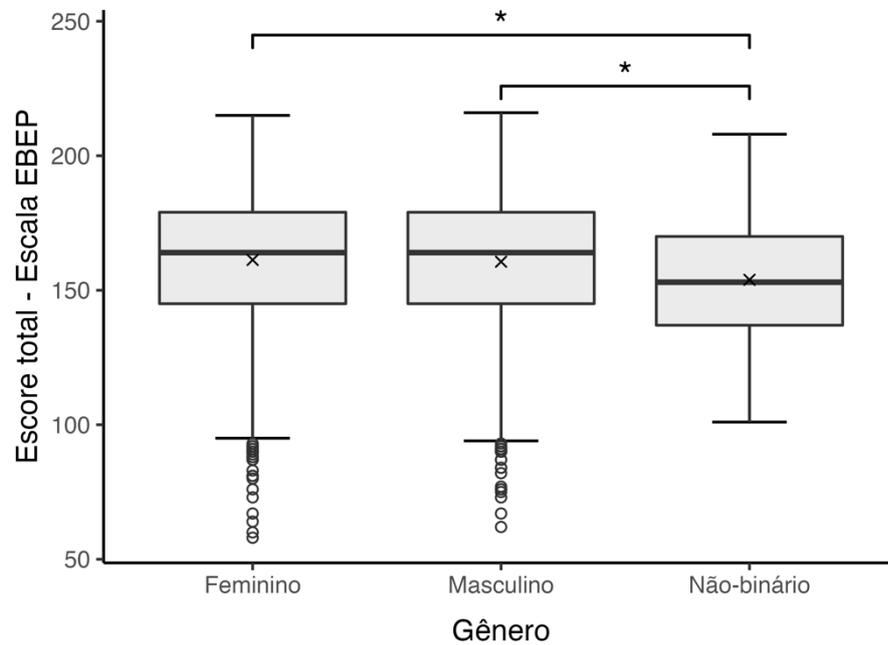 250
*
*
200
150
100
50
Escore total - Escala EBEP
Feminino Masculino Não-binário
Gênero